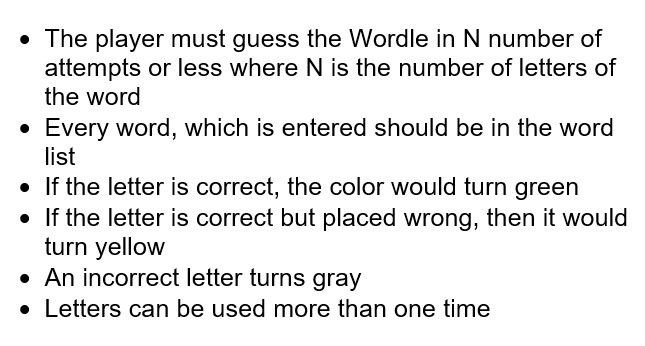 • The player must guess the Wordle in N number of
attempts or less where N is the number of letters of
the word
• Every word, which is entered should be in the word
list
• If the letter is correct, the color would turn green
• If the letter is correct but placed wrong, then it would
turn yellow
• An incorrect letter turns gray
• Letters can be used more than one time